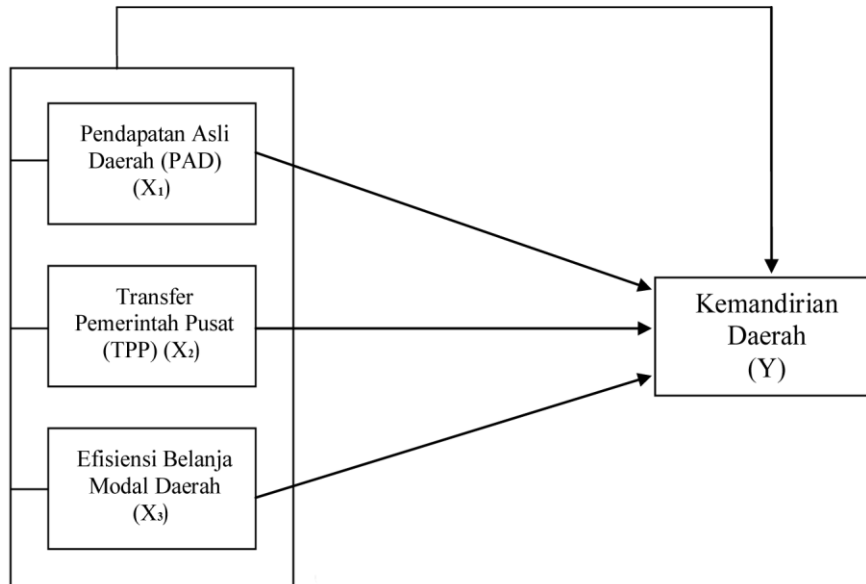 Pendapatan Asli
Daerah (PAD)
(X₁)
Transfer
Pemerintah Pusat
(TPP) (X₂)
Efisiensi Belanja
Modal Daerah
(X₃)
Kemandirian
Daerah
(Y)